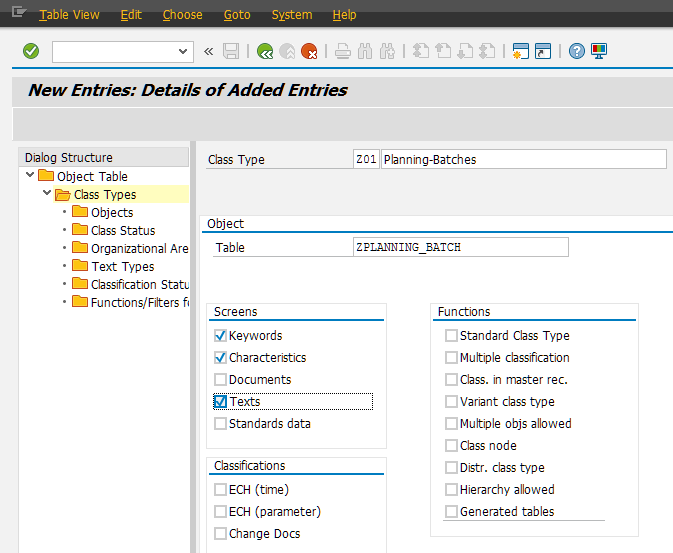 Table View Edit Choose Goto System Help
New Entries: Details of Added Entries
Dialog Structure
Object Table
Class Types
Objects
Class Status
Organizational Are
Text Types
Classification Statu
Functions/Filters fo
Class Type Z01 Planning-Batches
Object
Table ZPLANNING_BATCH
Screens
Keywords
Characteristics
Documents
Texts
Standards data
Classifications
ECH (time)
ECH (parameter)
Change Docs
Functions
Standard Class Type
Multiple classification
Class. in master rec.
Variant class type
Multiple objs allowed
Class node
Distr. class type
Hierarchy allowed
Generated tables